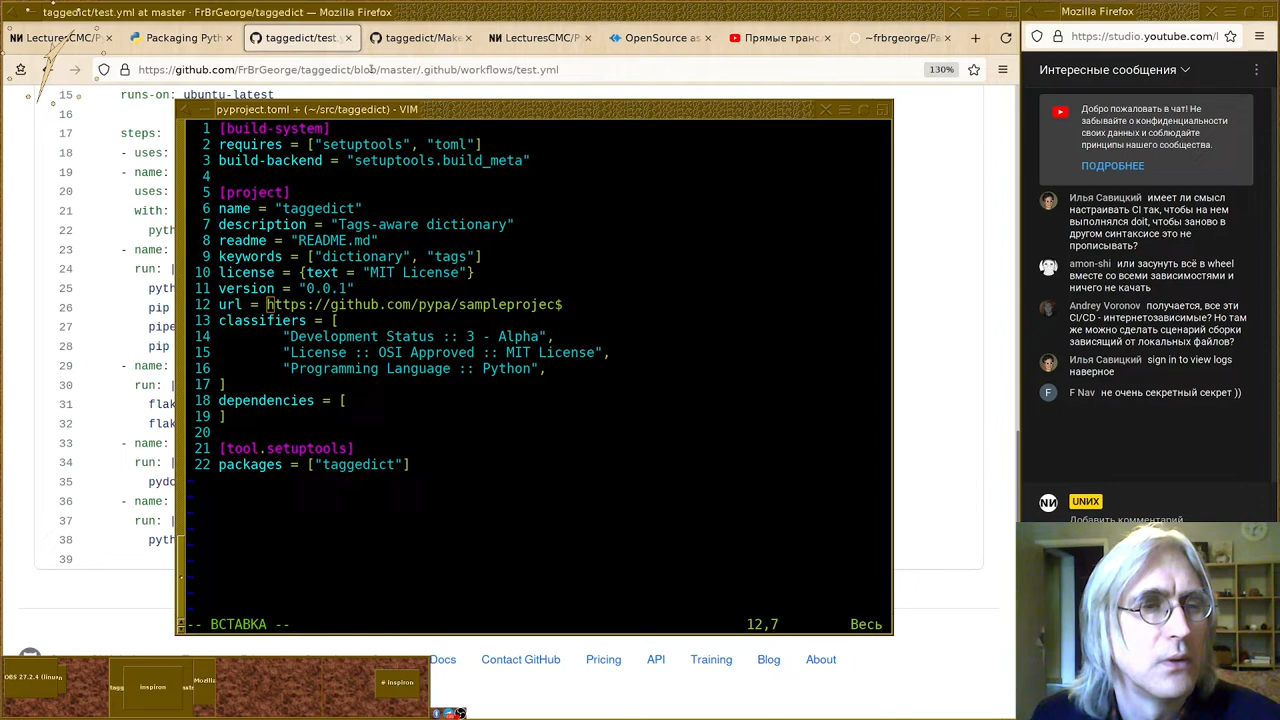 taggedict/test.yml at master · FrBrGeorge/taggedict — Mozilla Firefox
Mozilla Firefox
LecturesCMC/P
Packaging Pyth
taggedict/test.y
taggedict/Make
LecturesCMC/P
OpenSource as
Прямые транс
~frbrgeorge/Pa
https://studio.youtube.com/l
https://github.com/FrBrGeorge/taggedict/blob/master/.github/workflows/test.yml
130%
Интересные сообщения
15 runs-on: ubuntu-latest
16
17 steps:
18 - uses:
19 - name:
20 uses:
21 with:
22 pyth
23 - name:
24 run: |
25 pyth
26 pip
27 pipe
28 pip
29 - name:
30 run: |
31 flak
32 flak
33 - name:
34 run: |
35 pydo
36 - name:
37 run: |
38 pyth
39
pyproject.toml + (~/src/taggedict) - VIM
1 [build-system]
2 requires = ["setuptools", "toml"]
3 build-backend = "setuptools.build_meta"
4
5 [project]
6 name = "taggedict"
7 description = "Tags-aware dictionary"
8 readme = "README.md"
9 keywords = ["dictionary", "tags"]
10 license = {text = "MIT License"}
11 version = "0.0.1"
12 url = https://github.com/pypa/sampleprojec$
13 classifiers = [
14 "Development Status :: 3 - Alpha",
15 "License :: OSI Approved :: MIT License",
16 "Programming Language :: Python",
17 ]
18 dependencies = [
19 ]
20
21 [tool.setuptools]
22 packages = ["taggedict"]
-- ВСТАВКА --
12,7
Весь
Добро пожаловать в чат! Не
забывайте о конфиденциальности
своих данных и соблюдайте
принципы нашего сообщества.
ПОДРОБНЕЕ
Илья Савицкий имеет ли смысл
настраивать CI так, чтобы на нем
выполнялся doit, чтобы заново в
другом синтаксисе это не
прописывать?
amon-shi или засунуть всё в wheel
вместе со всеми зависимостями и
ничего не качать
Andrey Voronov получается, все эти
CI/CD - интернетозависимые? Но там
же можно сделать сценарий сборки
зависящий от локальных файлов?
Илья Савицкий sign in to view logs
наверное
F Nav не очень секретный секрет ))
UNИX
Добавить комментарий
Docs
Contact GitHub
Pricing
API
Training
Blog
About
OBS 27.2.4 (linu
inspiron
Mozill
# inspiron